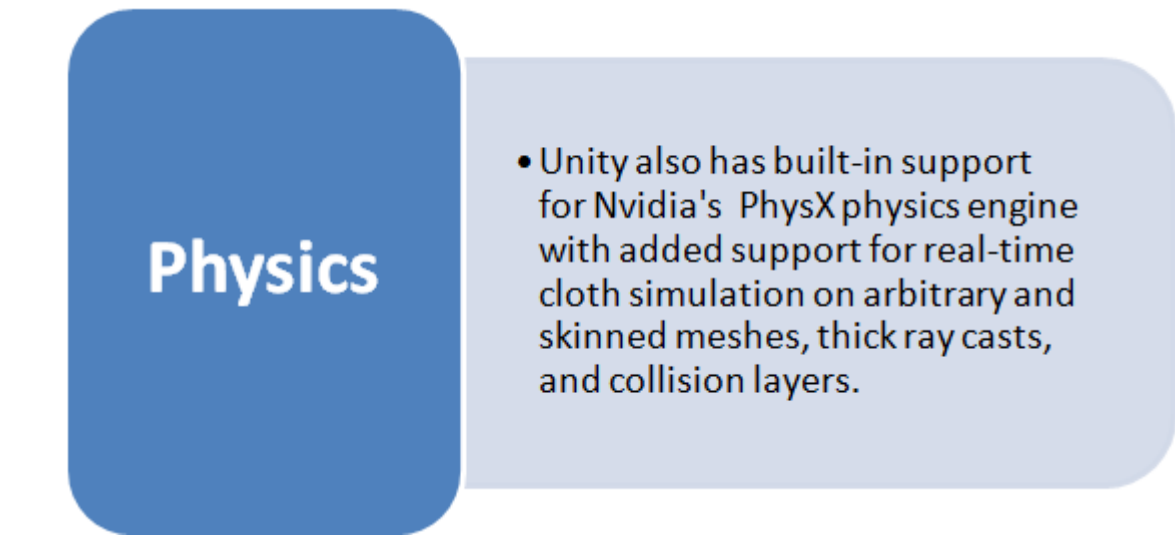 Physics
• Unity also has built-in support
for Nvidia's  PhysX physics engine
with added support for real-time
cloth simulation on arbitrary and
skinned meshes, thick ray casts,
and collision layers.